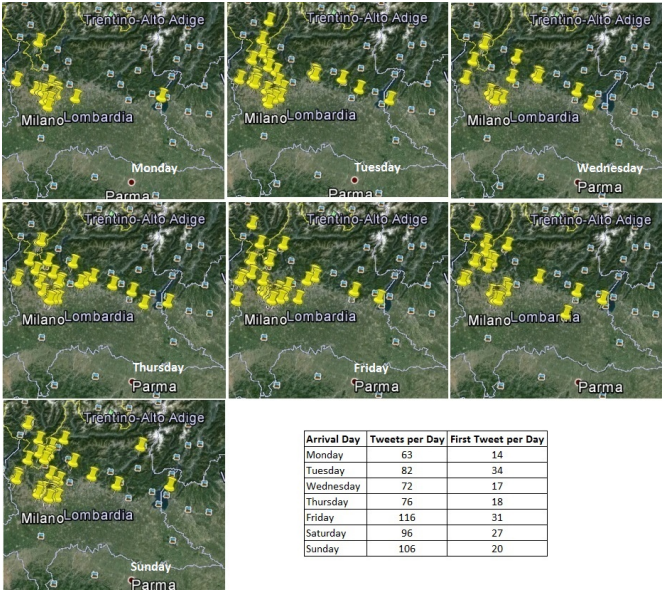 Trentino-Alto Adige
Milano Lombardia
Monday
Parma
Trentino-Alto Adige
Milano Lombardia
Tuesday
Parma
Trentino-Alto Adige
Milano Lombardia
Wednesday
Parma
Trentino-Alto Adige
Milano Lombardia
Thursday
Parma
Trentino-Alto Adige
Milano Lombardia
Friday
Parma
Trentino-Alto Adige
Milano Lombardia
Parma
Trentino-Alto Adige
Milano Lombardia
Sunday
Parma
Arrival Day Tweets per Day First Tweet per Day
Monday 63 14
Tuesday 82 34
Wednesday 72 17
Thursday 76 18
Friday 116 31
Saturday 96 27
Sunday 106 20